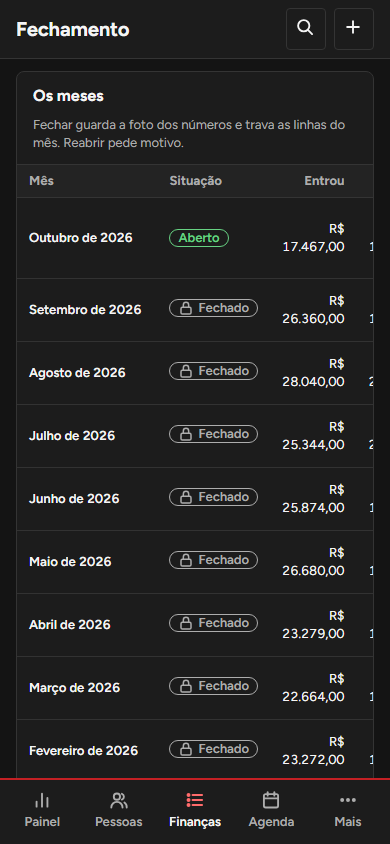 Fechamento
Os meses
Fechar guarda a foto dos números e trava as linhas do
mês. Reabrir pede motivo.
Mês Situação Entrou
Outubro de 2026 Aberto R$ 17.467,00
Setembro de 2026 Fechado R$ 26.360,00
Agosto de 2026 Fechado R$ 28.040,00
Julho de 2026 Fechado R$ 25.344,00
Junho de 2026 Fechado R$ 25.874,00
Maio de 2026 Fechado R$ 26.680,00
Abril de 2026 Fechado R$ 23.279,00
Março de 2026 Fechado R$ 22.664,00
Fevereiro de 2026 Fechado R$ 23.272,00
Painel Pessoas Finanças Agenda Mais